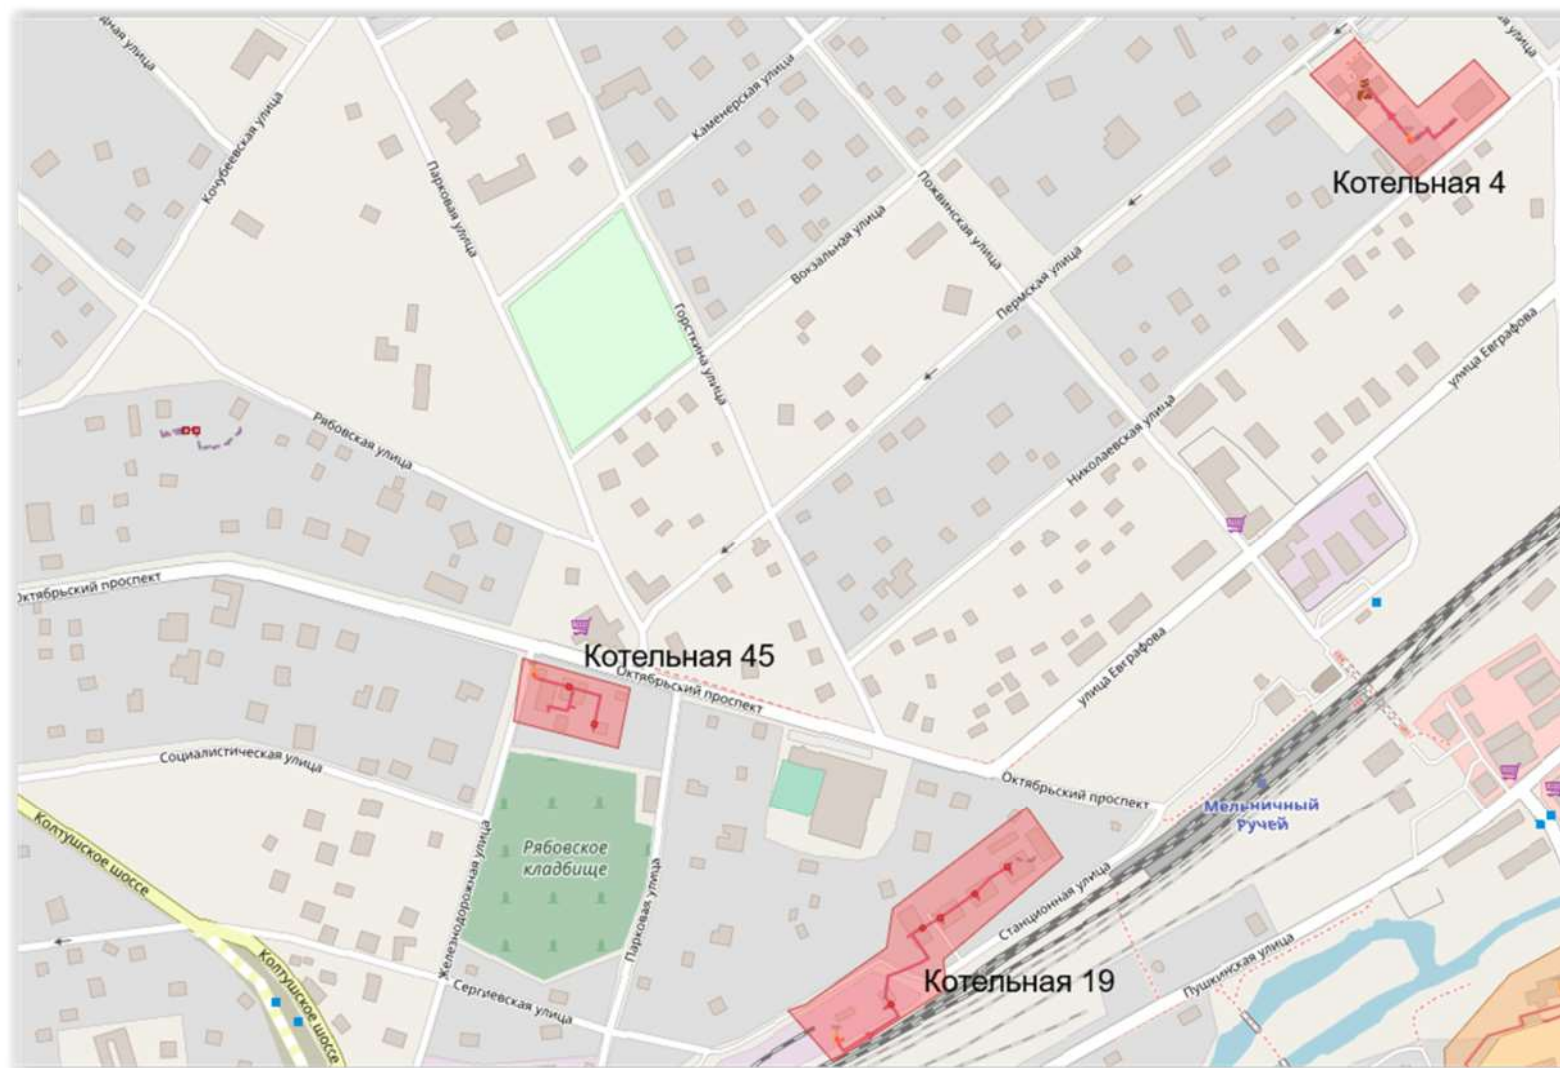 Кочубеевская улица
Парковая улица
Каменерская улица
Вокзальная улица
Пожвинская улица
Пермская улица
Котельная 4
Горсткина улица
улица Евграфова
Николаевская улица
Рябовская улица
Октябрьский проспект
Котельная 45
Октябрьский проспект
улица Евграфова
Социалистическая улица
Октябрьский проспект
Мельничный
Ручей
Колтушское шоссе
Рябовское
кладбище
Железнодорожная улица
Парковая улица
Станционная улица
Колтушское шоссе
Сергиевская улица
Котельная 19
Пушкинская улица